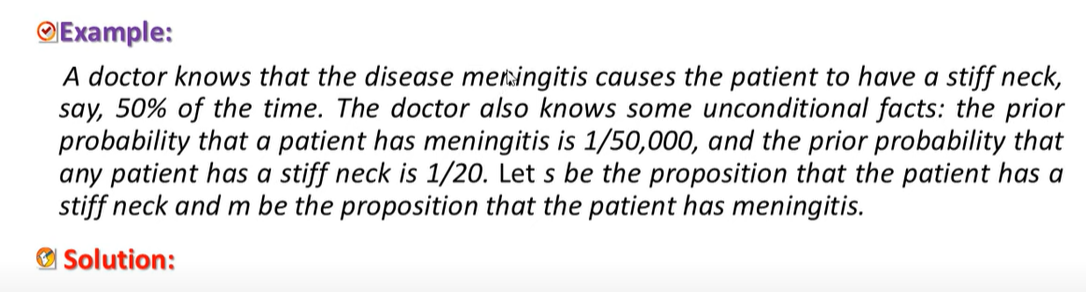 Example:
A doctor knows that the disease meningitis causes the patient to have a stiff neck,
say, 50% of the time. The doctor also knows some unconditional facts: the prior
probability that a patient has meningitis is 1/50,000, and the prior probability that
any patient has a stiff neck is 1/20. Let s be the proposition that the patient has a
stiff neck and m be the proposition that the patient has meningitis.
Solution: